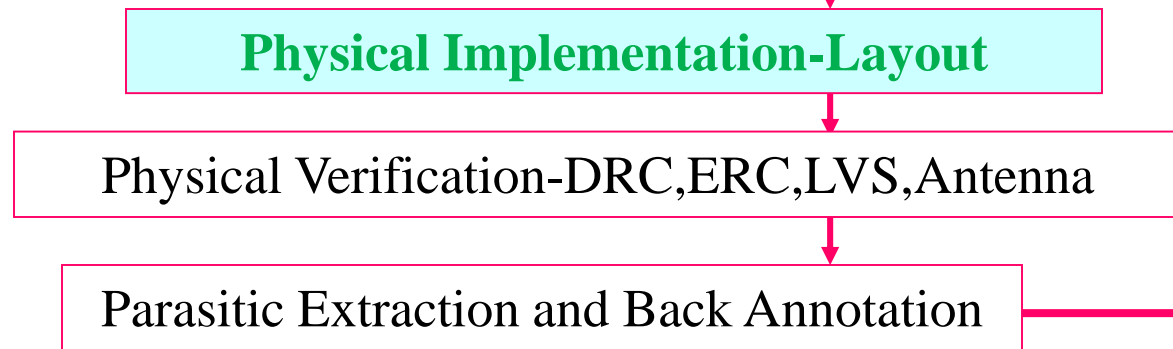 Physical Implementation-Layout
Physical Verification-DRC,ERC,LVS,Antenna
Parasitic Extraction and Back Annotation